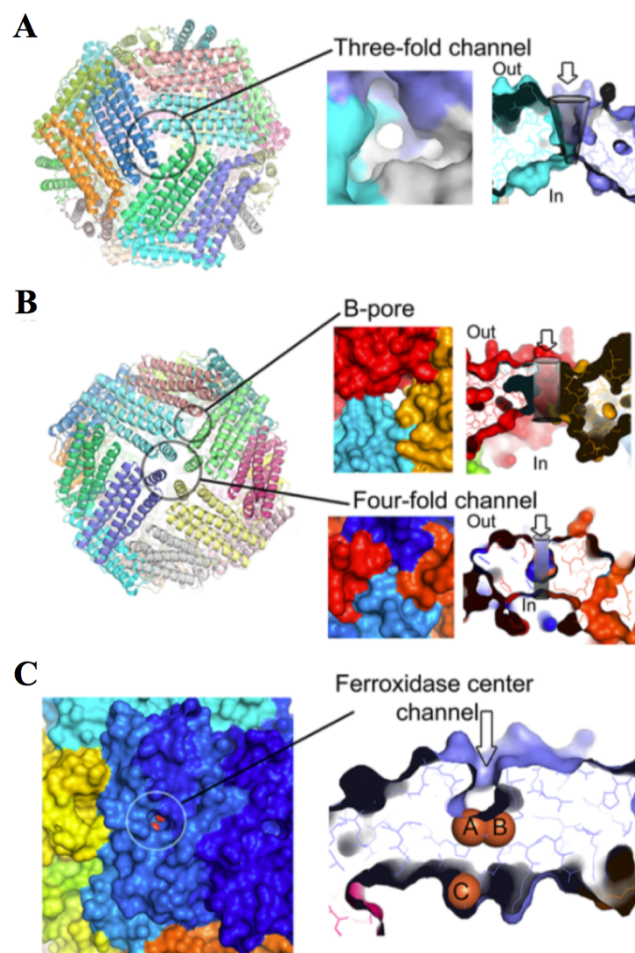 A
Three-fold channel
Out
In
B
B-pore
Out
In
Four-fold channel
Out
In
C
Ferroxidase center
channel
A B
C